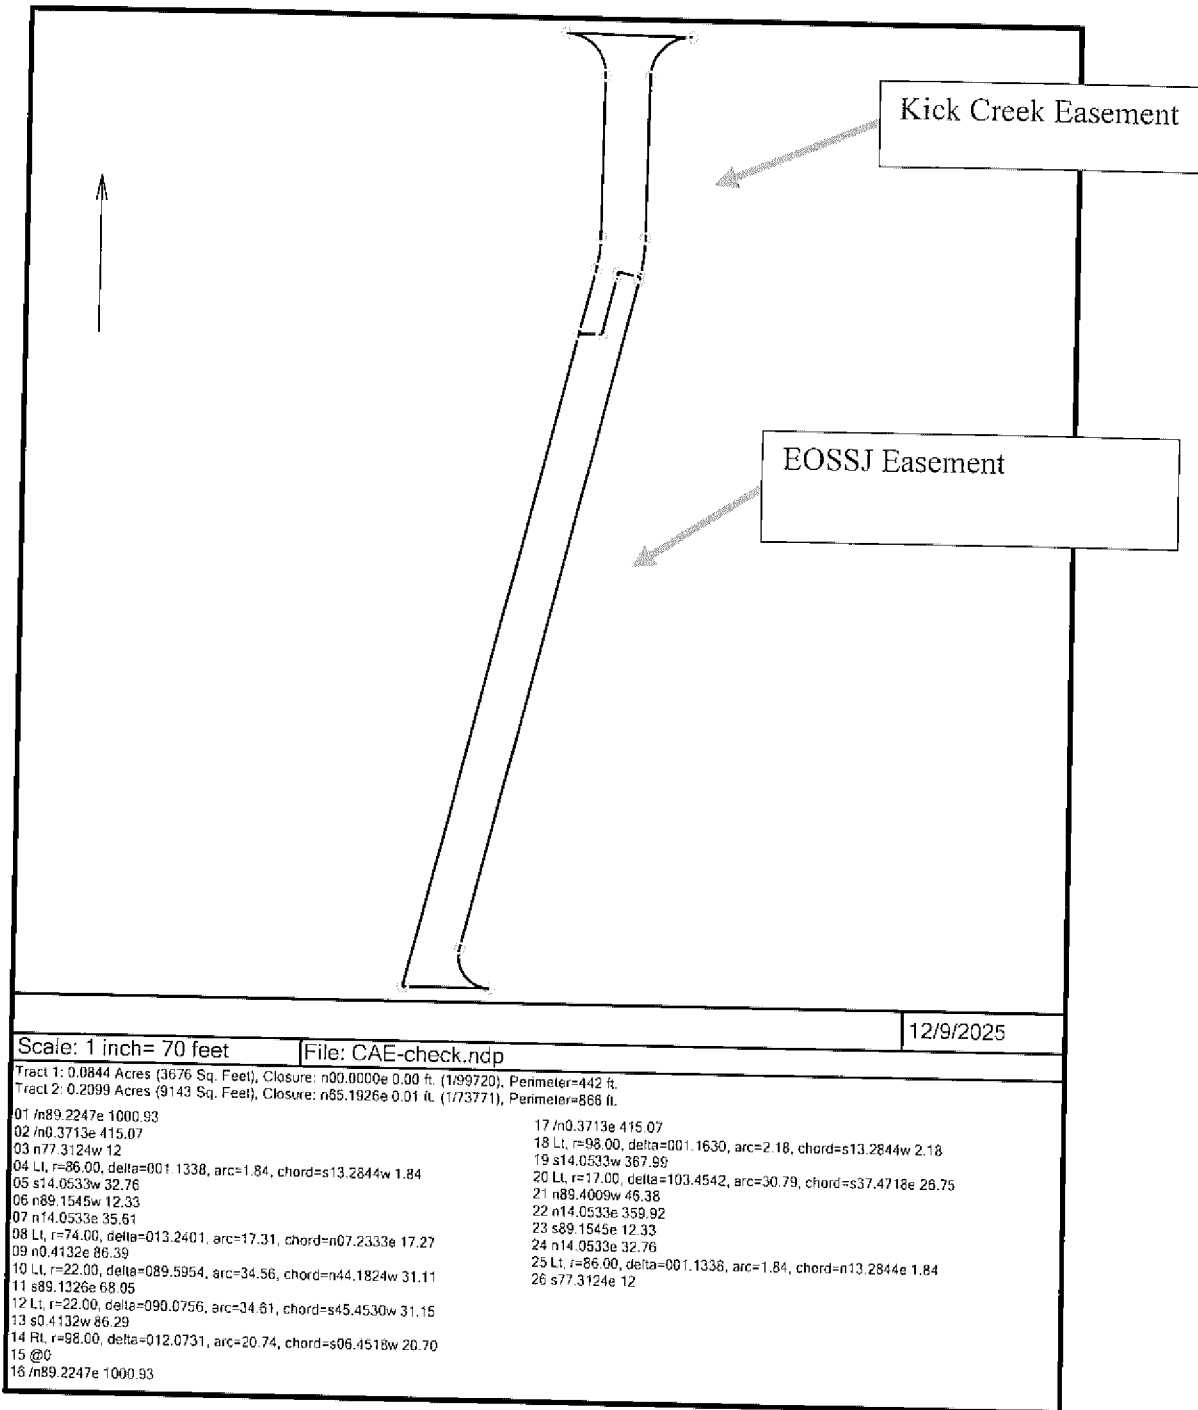 Kick Creek Easement
EOSSJ Easement
12/9/2025
Scale: 1 inch= 70 feet
File: CAE-check.ndp
Tract 1: 0.0844 Acres (3676 Sq. Feet), Closure: n00.0000e 0.00 ft. (1/99720), Perimeter=442 ft.
Tract 2: 0.2099 Acres (9143 Sq. Feet), Closure: n65.1926e 0.01 ft. (1/73771), Perimeter=866 ft.
01 /n89.2247e 1000.93
02 /n0.3713e 415.07
03 n77.3124w 12
04 Lt, r=86.00, delta=001.1338, arc=1.84, chord=s13.2844w 1.84
05 s14.0533w 32.76
06 n89.1545w 12.33
07 n14.0533e 35.61
08 Lt, r=74.00, delta=013.2401, arc=17.31, chord=n07.2333e 17.27
09 n0.4132e 86.39
10 Lt, r=22.00, delta=089.5954, arc=34.56, chord=n44.1824w 31.11
11 s89.1326e 68.05
12 Lt, r=22.00, delta=090.0756, arc=34.61, chord=s45.4530w 31.15
13 s0.4132w 86.29
14 Rt, r=98.00, delta=012.0731, arc=20.74, chord=s06.4518w 20.70
15 @0
16 /n89.2247e 1000.93
17 /n0.3713e 415.07
18 Lt, r=98.00, delta=001.1630, arc=2.18, chord=s13.2844w 2.18
19 s14.0533w 367.99
20 Lt, r=17.00, delta=103.4542, arc=30.79, chord=s37.4718e 26.75
21 n89.4009w 46.38
22 n14.0533e 359.92
23 s89.1545e 12.33
24 n14.0533e 32.76
25 Lt, r=86.00, delta=001.1338, arc=1.84, chord=n13.2844e 1.84
26 s77.3124e 12